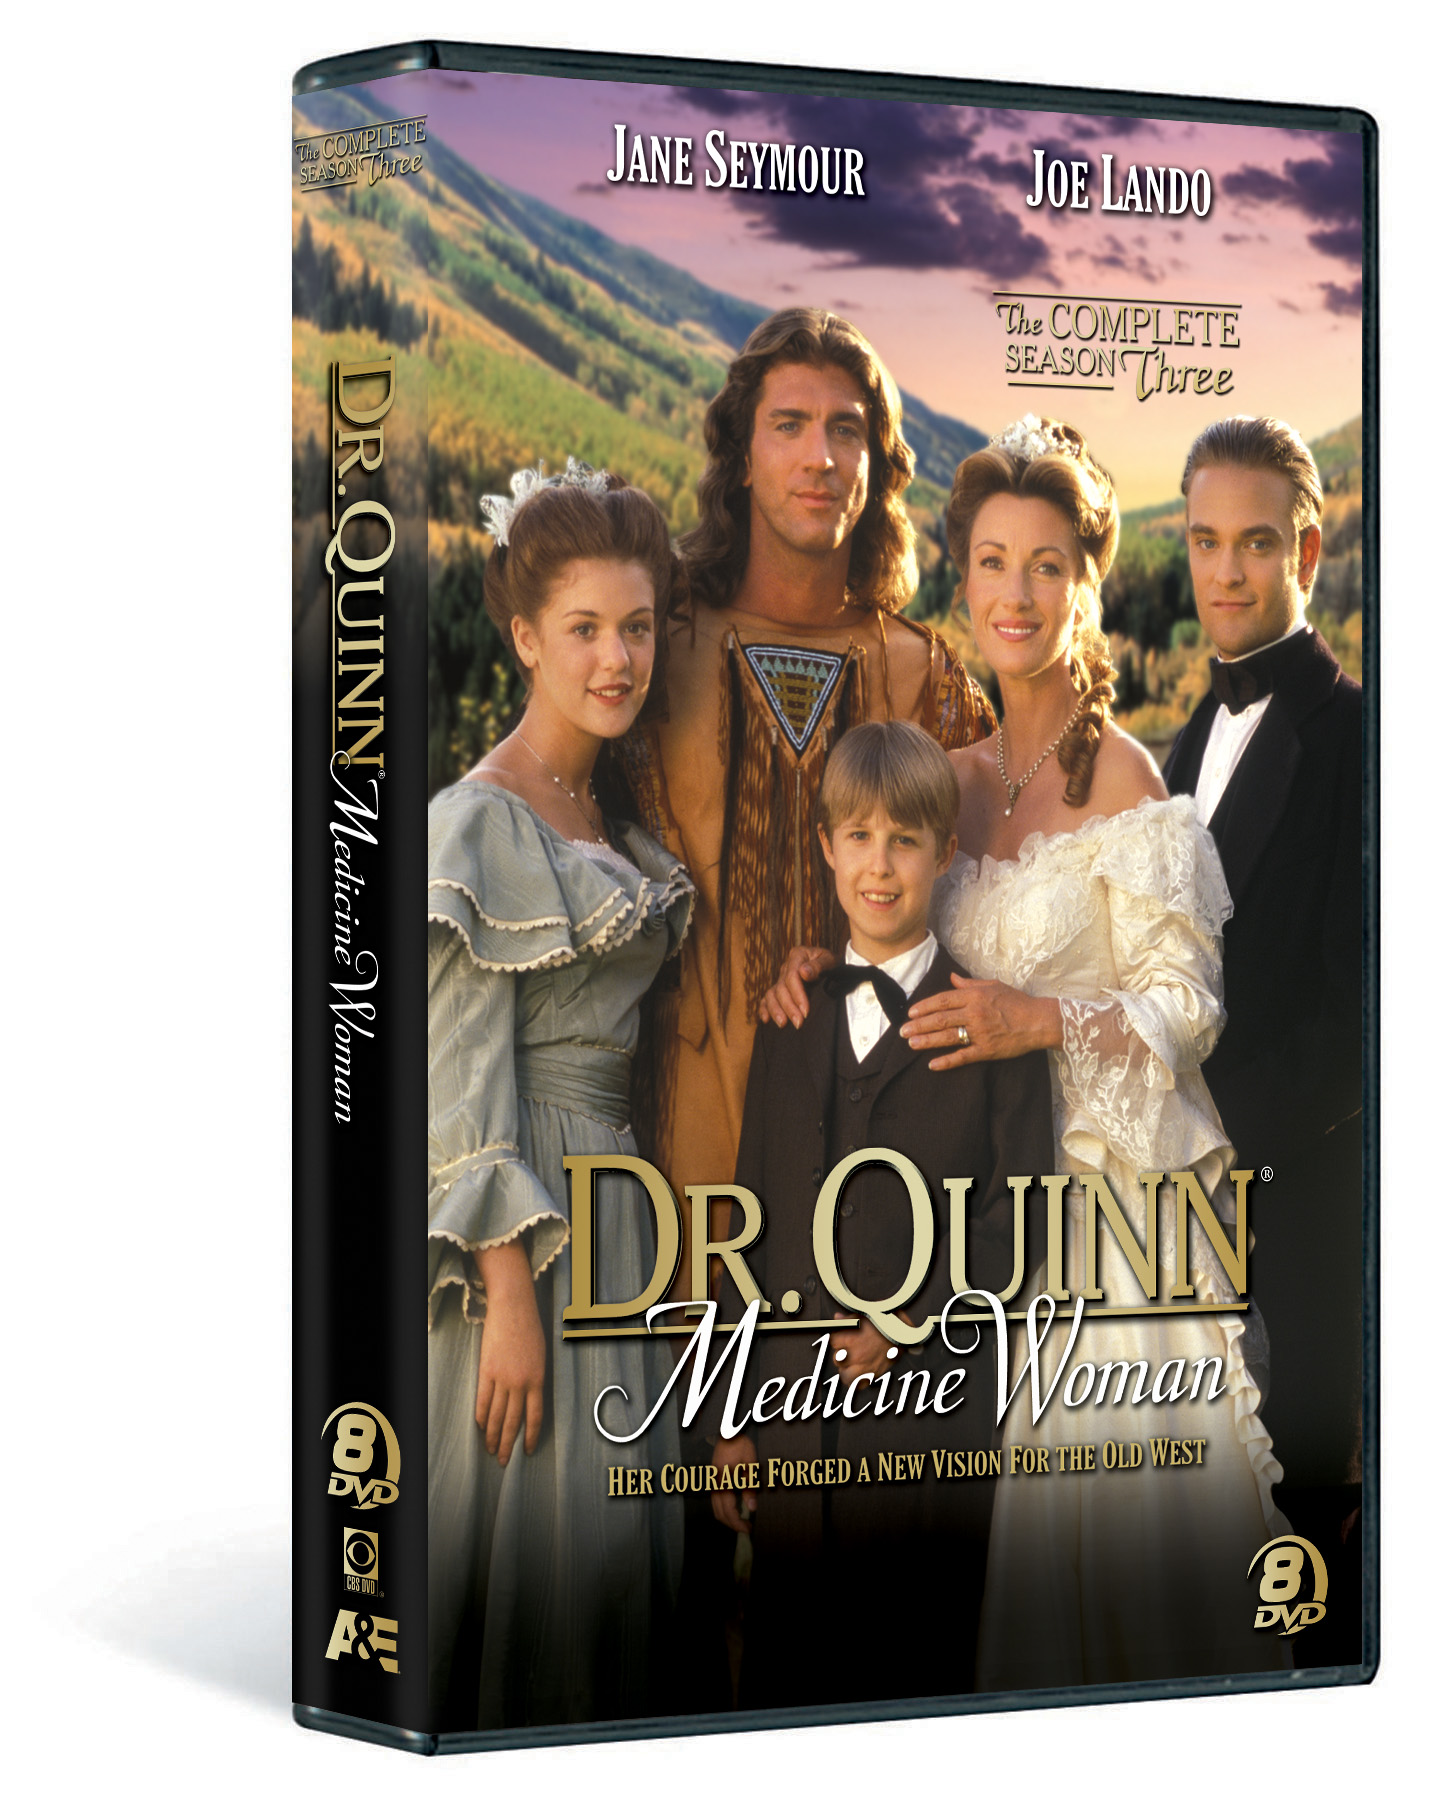 The COMPLETE
SEASON Three
DR. QUINN®
Medicine Woman
8
DVD
CBS DVD
A&E
JANE SEYMOUR
JOE LANDO
The COMPLETE
SEASON Three
DR. QUINN®
Medicine Woman
HER COURAGE FORGED A NEW VISION FOR THE OLD WEST
8
DVD